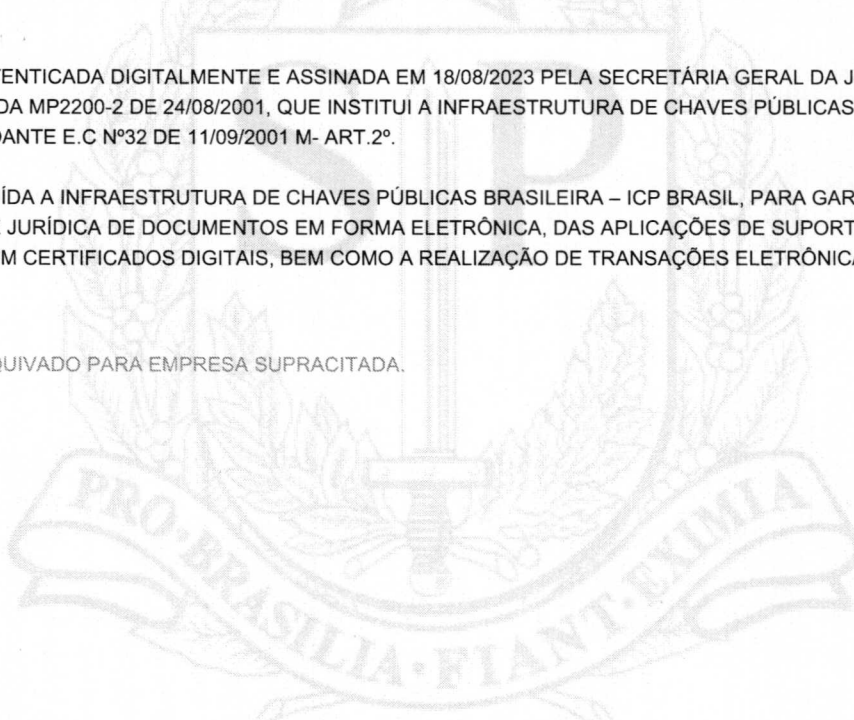 ENTICADA DIGITALMENTE E ASSINADA EM 18/08/2023 PELA SECRETÁRIA GERAL DA J
DA MP2200-2 DE 24/08/2001, QUE INSTITUI A INFRAESTRUTURA DE CHAVES PÚBLICAS
DANTE E.C Nº32 DE 11/09/2001 M- ART.2º.
ÍDA A INFRAESTRUTURA DE CHAVES PÚBLICAS BRASILEIRA – ICP BRASIL, PARA GAR
E JURÍDICA DE DOCUMENTOS EM FORMA ELETRÔNICA, DAS APLICAÇÕES DE SUPORT
M CERTIFICADOS DIGITAIS, BEM COMO A REALIZAÇÃO DE TRANSAÇÕES ELETRÔNICA
QUIVADO PARA EMPRESA SUPRACITADA.
SP
PRO·BRASILIA·FIANT·EXIMIA